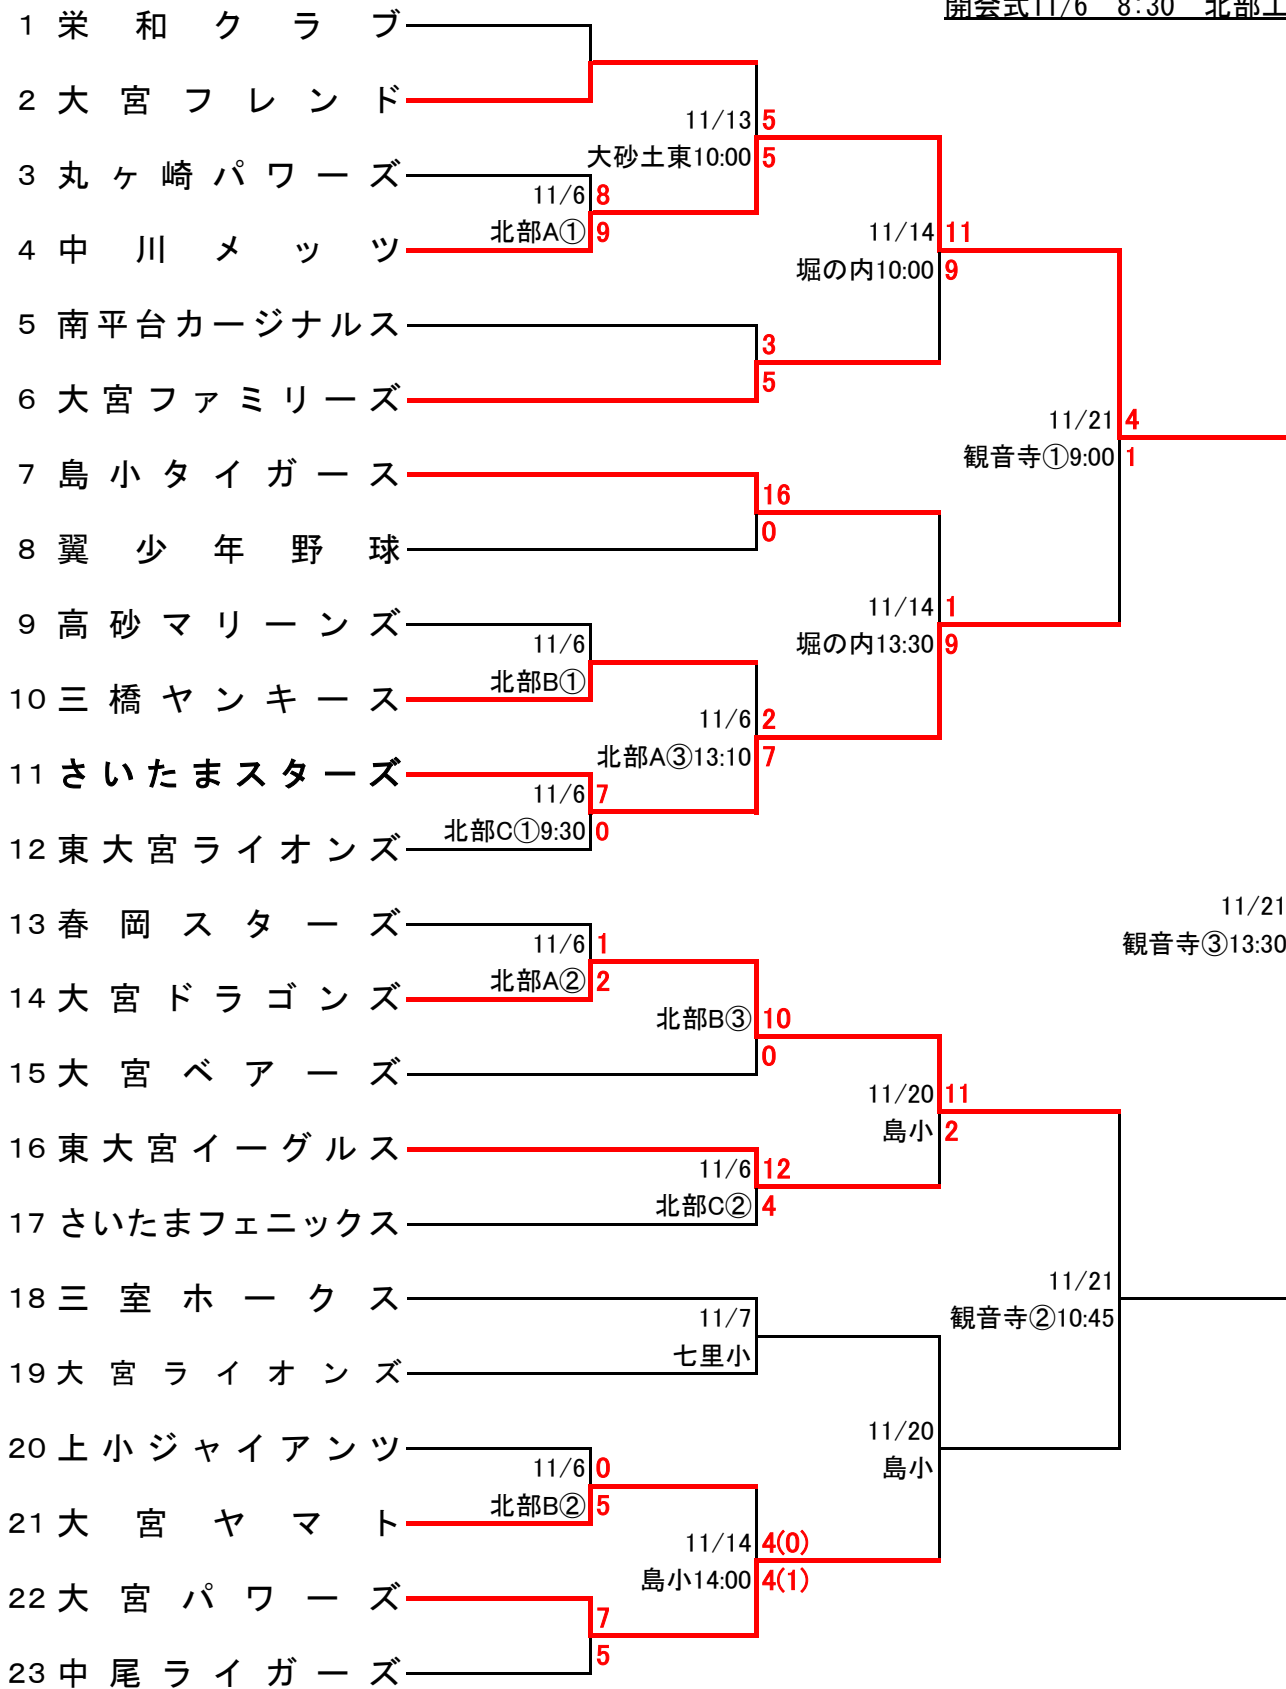 開会式11/6 8:30 北部工
1 栄和クラブ
2 大宮フレンド
11/13 5
大砂土東10:00 5
3 丸ヶ崎パワーズ
11/6 8
北部A① 9
4 中川メッツ
11/14 11
堀の内10:00 9
5 南平台カージナルス
3
5
6 大宮ファミリーズ
11/21 4
観音寺①9:00 1
7 島小タイガース
16
0
8 翼少年野球
11/14 1
堀の内13:30 9
9 高砂マリーンズ
11/6
北部B①
10 三橋ヤンキース
11/6 2
北部A③13:10 7
11 さいたまスターズ
11/6 7
北部C①9:30 0
12 東大宮ライオンズ
11/21
観音寺③13:30
13 春岡スターズ
11/6 1
北部A② 2
14 大宮ドラゴンズ
北部B③ 10
0
15 大宮ベアーズ
11/20 11
島小 2
16 東大宮イーグルス
11/6 12
北部C② 4
17 さいたまフェニックス
11/21
観音寺②10:45
18 三室ホークス
11/7
七里小
19 大宮ライオンズ
11/20
島小
20 上小ジャイアンツ
11/6 0
北部B② 5
21 大宮ヤマト
11/14 4(0)
島小14:00 4(1)
22 大宮パワーズ
7
5
23 中尾ライガーズ